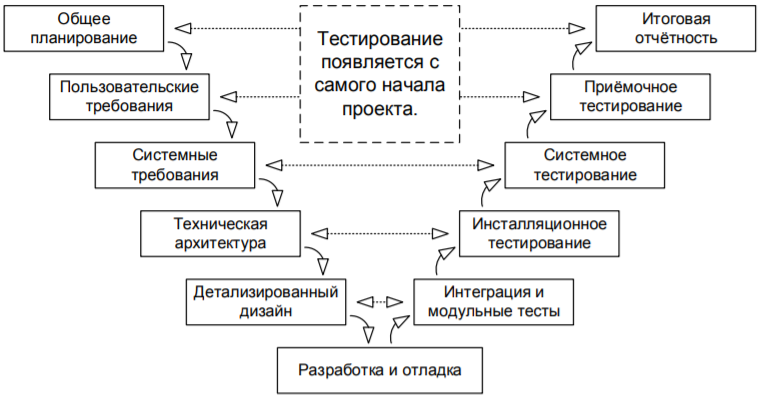 Общее
планирование
Тестирование
появляется с
самого начала
проекта.
Итоговая
отчётность
Пользовательские
требования
Приёмочное
тестирование
Системные
требования
Системное
тестирование
Техническая
архитектура
Инсталляционное
тестирование
Детализированный
дизайн
Интеграция и
модульные тесты
Разработка и отладка